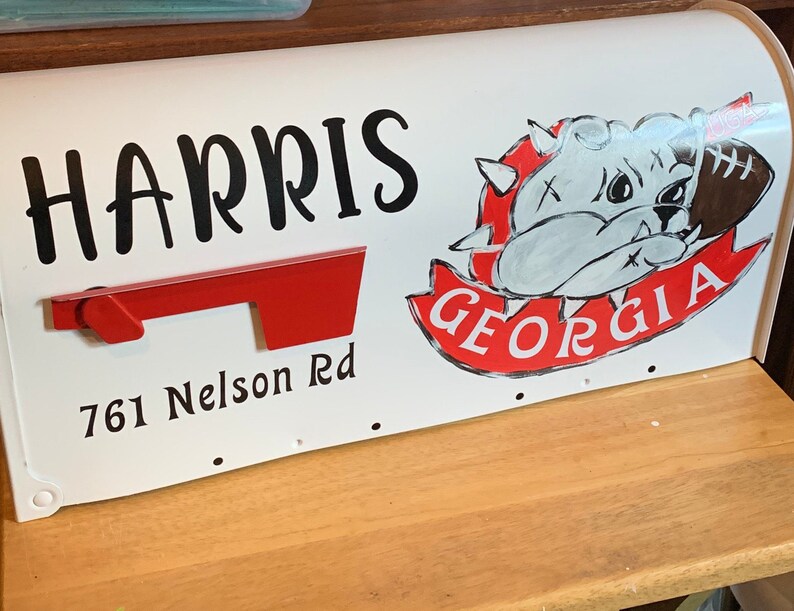 HARRIS
761 Nelson Rd
UGA
GEORGIA